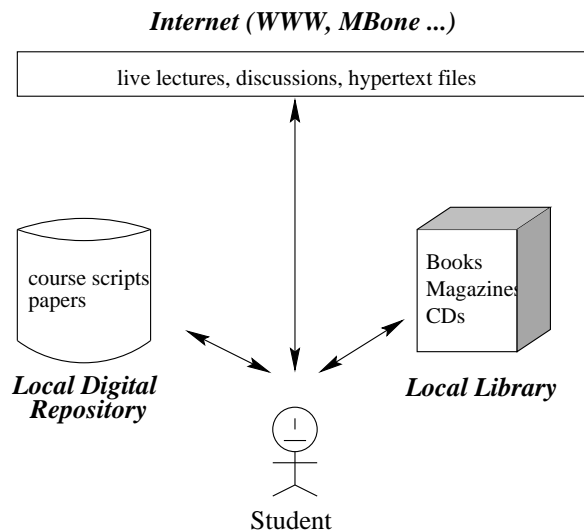 Internet (WWW, MBone ...)
live lectures, discussions, hypertext files
course scripts
papers
Local Digital
Repository
Books
Magazines
CDs
Local Library
Student